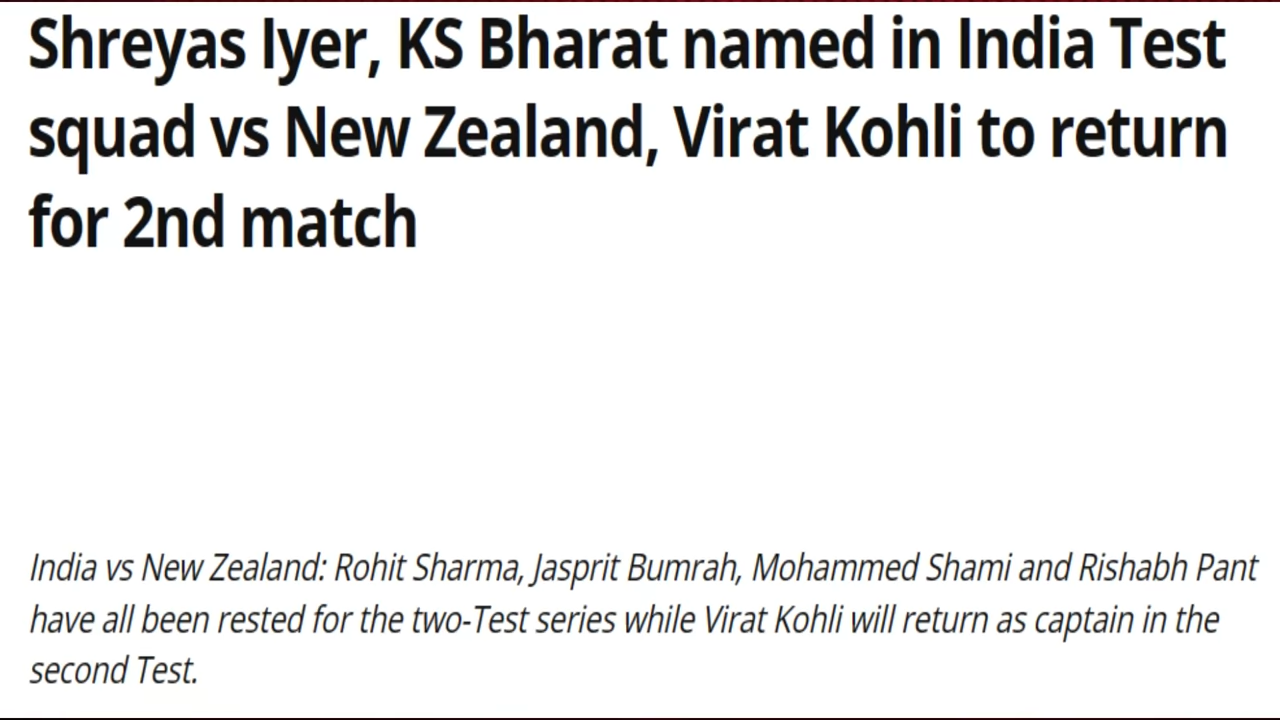 Shreyas Iyer, KS Bharat named in India Test
squad vs New Zealand, Virat Kohli to return
for 2nd match
India vs New Zealand: Rohit Sharma, Jasprit Bumrah, Mohammed Shami and Rishabh Pant
have all been rested for the two-Test series while Virat Kohli will return as captain in the
second Test.